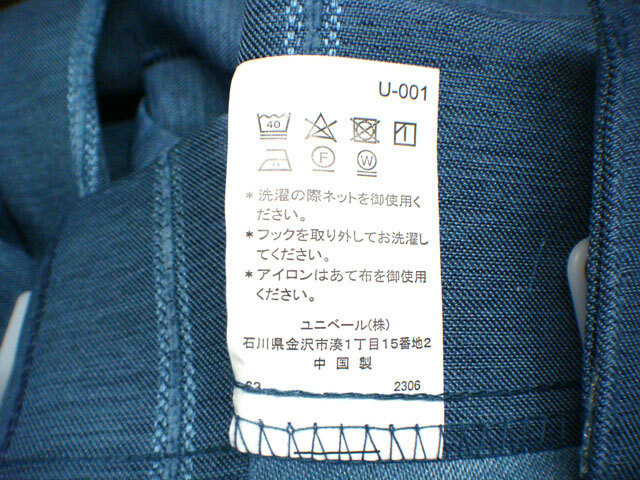 U-001
40
F W
*洗濯の際ネットを御使用く
ださい。
*フックを取り外してお洗濯し
てください。
*アイロンはあて布を御使用
ください。
ユニベール(株)
石川県金沢市湊1丁目15番地2
中国製
2306